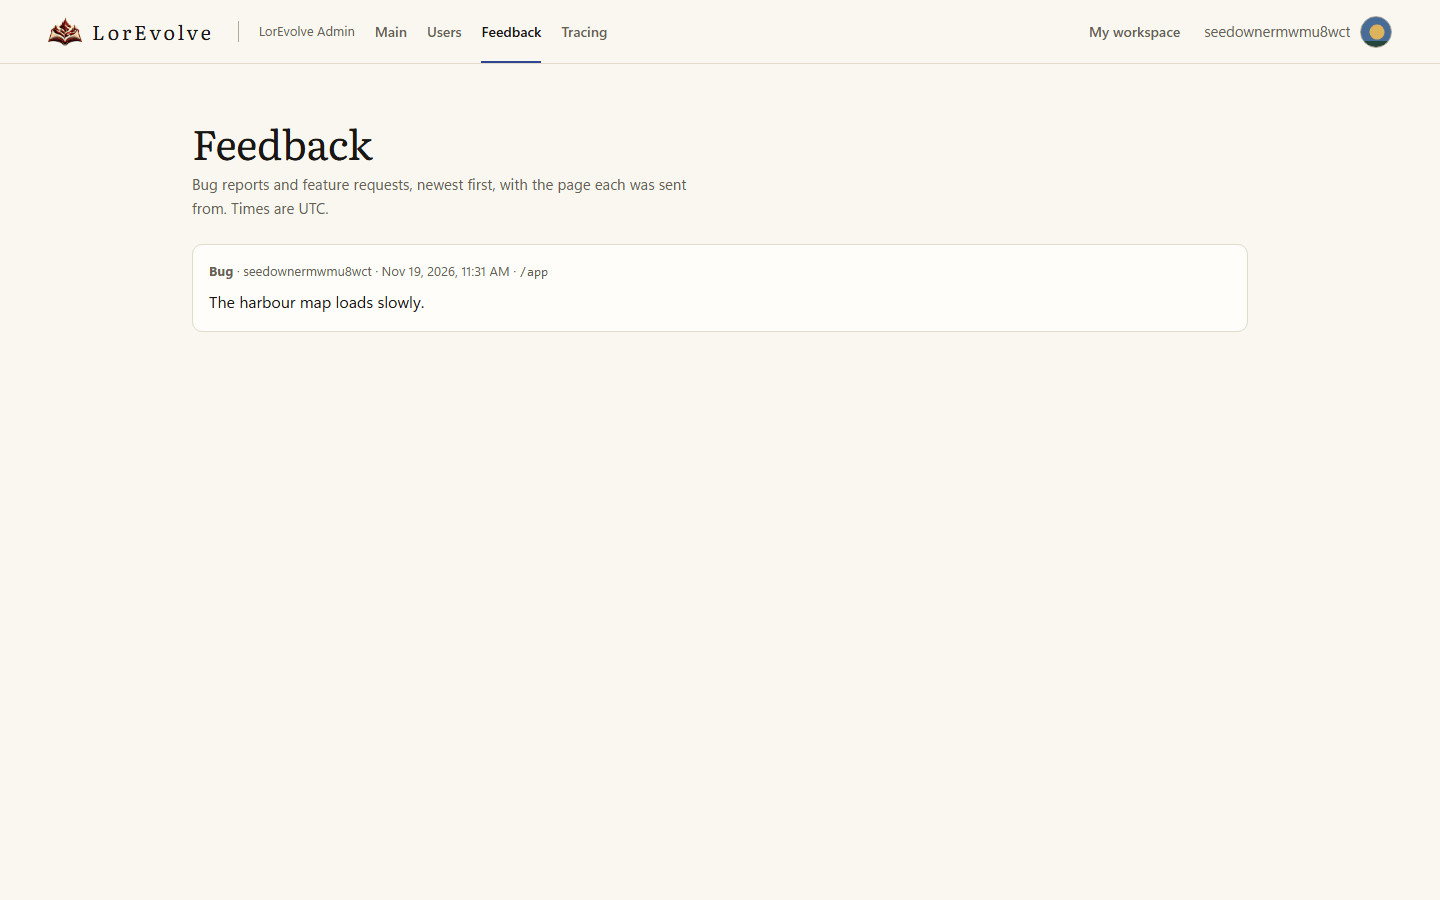 LorEvolve
LorEvolve Admin
Main
Users
Feedback
Tracing
My workspace
seedownermwmu8wct
Feedback
Bug reports and feature requests, newest first, with the page each was sent
from. Times are UTC.
Bug · seedownermwmu8wct · Nov 19, 2026, 11:31 AM · /app
The harbour map loads slowly.